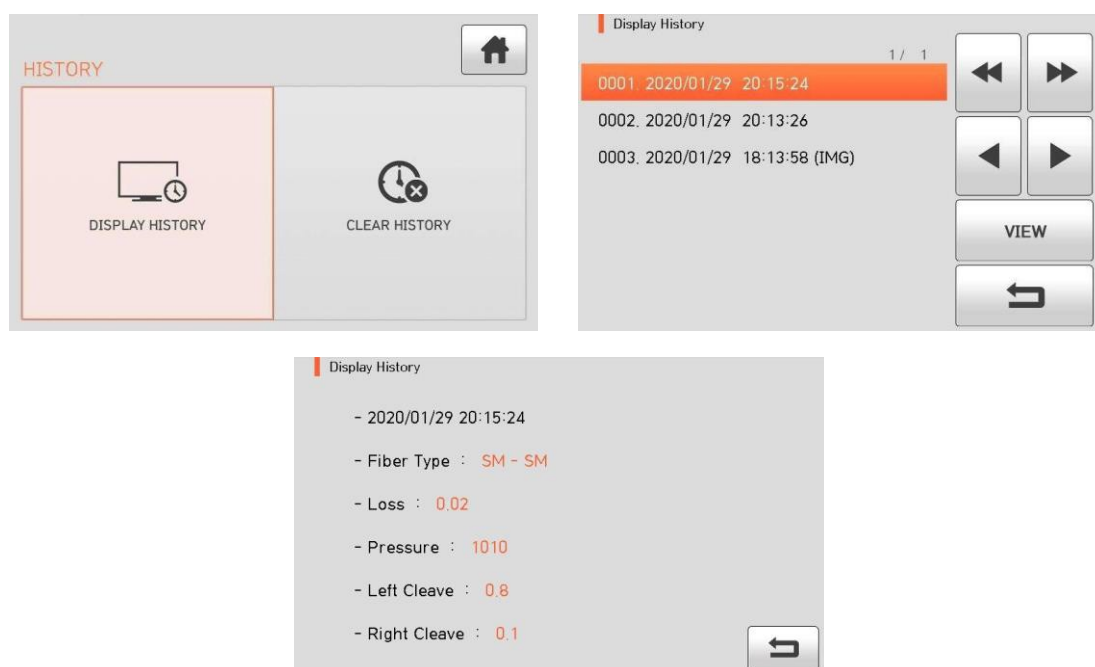 HISTORY
DISPLAY HISTORY
CLEAR HISTORY
Display History
1 / 1
0001. 2020/01/29 20:15:24
0002. 2020/01/29 20:13:26
0003. 2020/01/29 18:13:58 (IMG)
VIEW
Display History
- 2020/01/29 20:15:24
- Fiber Type : SM - SM
- Loss : 0.02
- Pressure : 1010
- Left Cleave : 0.8
- Right Cleave : 0.1